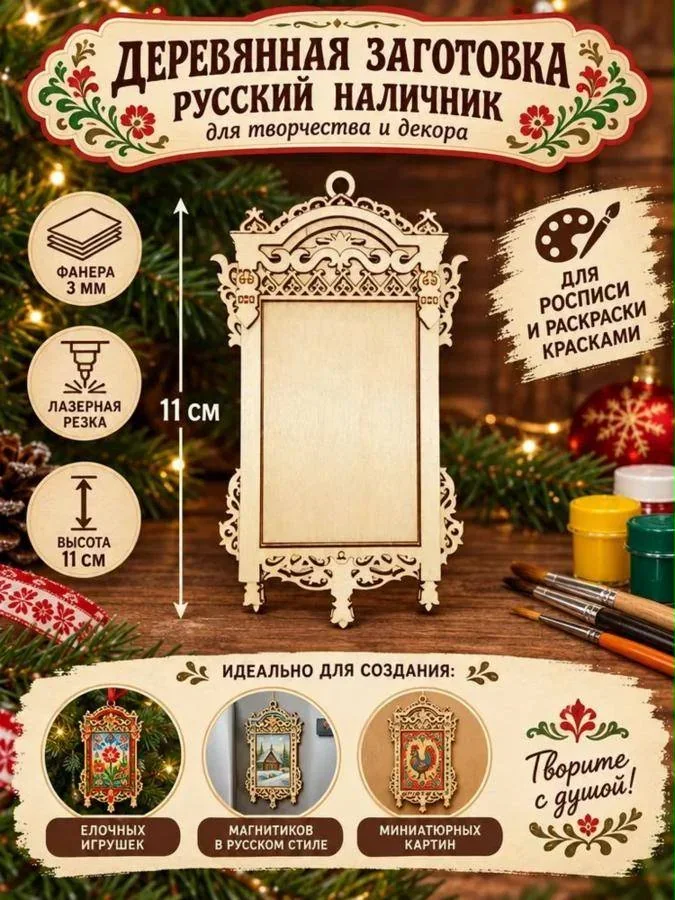 ДЕРЕВЯННАЯ ЗАГОТОВКА
РУССКИЙ НАЛИЧНИК
для творчества и декора
ФАНЕРА
3 ММ
ЛАЗЕРНАЯ
РЕЗКА
ВЫСОТА
11 СМ
11 СМ
ДЛЯ
РОСПИСИ
И РАСКРАСКИ
КРАСКАМИ
ИДЕАЛЬНО ДЛЯ СОЗДАНИЯ:
ЕЛОЧНЫХ
ИГРУШЕК
МАГНИТИКОВ
В РУССКОМ СТИЛЕ
МИНИАТЮРНЫХ
КАРТИН
Творите
с душой!